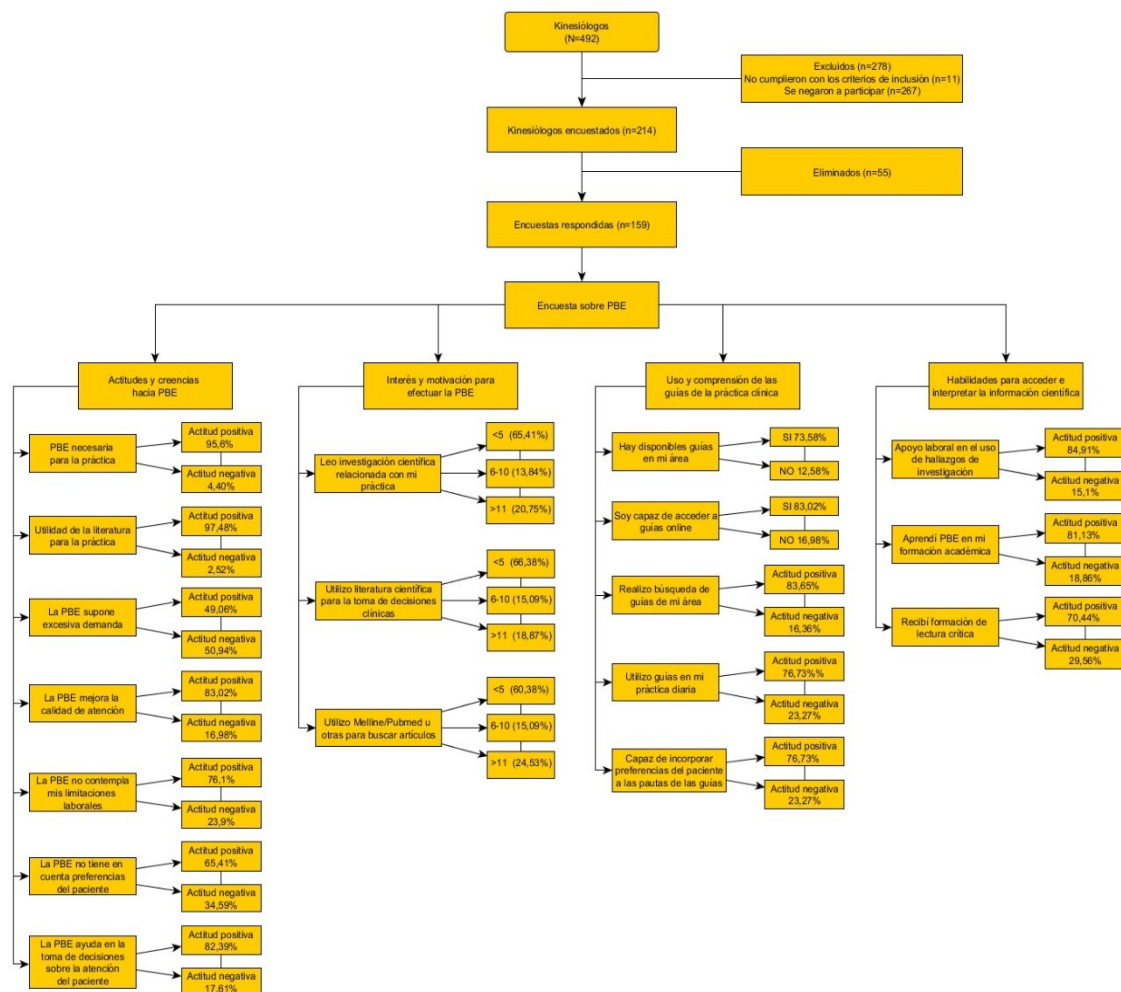 Kinesiólogos
(N=492)
Excluidos (n=278)
No cumplieron con los criterios de inclusión (n=11)
Se negaron a participar (n=267)
Kinesiólogos encuestados (n=214)
Eliminados (n=55)
Encuestas respondidas (n=159)
Encuesta sobre PBE
Actitudes y creencias
hacia PBE
PBE necesaria
para la práctica
Actitud positiva
95,6%
Actitud negativa
4,40%
Utilidad de la literatura
para la práctica
Actitud positiva
97,48%
Actitud negativa
2,52%
La PBE supone
excesiva demanda
Actitud positiva
49,06%
Actitud negativa
50,94%
La PBE mejora la
calidad de atención
Actitud positiva
83,02%
Actitud negativa
16,98%
La PBE no contempla
mis limitaciones
laborales
Actitud positiva
76,1%
Actitud negativa
23,9%
La PBE no tiene en
cuenta preferencias
del paciente
Actitud positiva
65,41%
Actitud negativa
34,59%
La PBE ayuda en la
toma de decisiones
sobre la atención
del paciente
Actitud positiva
82,39%
Actitud negativa
17,61%
Interés y motivación para
efectuar la PBE
Leo investigación científica
relacionada con mi
práctica
<5 (65,41%)
6-10 (13,84%)
>11 (20,75%)
Utilizo literatura científica
para la toma de decisiones
clínicas
<5 (66,38%)
6-10 (15,09%)
>11 (18,87%)
Utilizo Melline/Pubmed u
otras para buscar artículos
<5 (60,38%)
6-10 (15,09%)
>11 (24,53%)
Uso y comprensión de las
guías de la práctica clínica
Hay disponibles guías
en mi área
SI 73,58%
NO 12,58%
Soy capaz de acceder a
guías online
SI 83,02%
NO 16,98%
Realizo búsqueda de
guías de mi área
Actitud positiva
83,65%
Actitud negativa
16,36%
Utilizo guías en mi
práctica diaria
Actitud positiva
76,73%%
Actitud negativa
23,27%
Capaz de incorporar
preferencias del paciente
a las pautas de las guías
Actitud positiva
76,73%
Actitud negativa
23,27%
Habilidades para acceder e
interpretar la información científica
Apoyo laboral en el uso
de hallazgos de
investigación
Actitud positiva
84,91%
Actitud negativa
15,1%
Aprendí PBE en mi
formación académica
Actitud positiva
81,13%
Actitud negativa
18,86%
Recibí formación de
lectura crítica
Actitud positiva
70,44%
Actitud negativa
29,56%